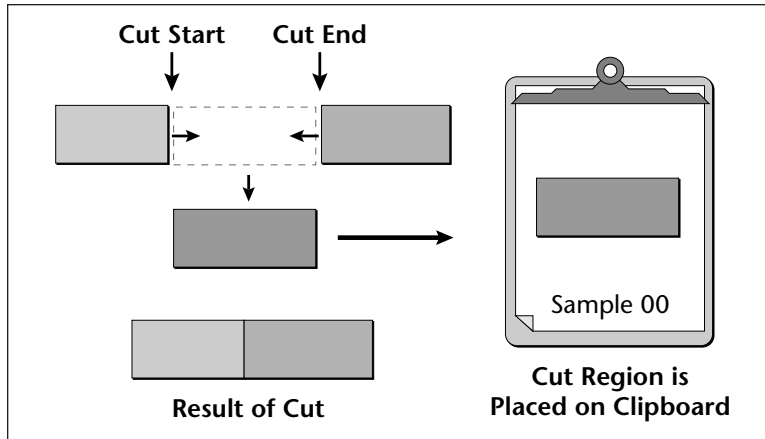 Cut Start
Cut End
Sample 00
Result of Cut
Cut Region is
Placed on Clipboard